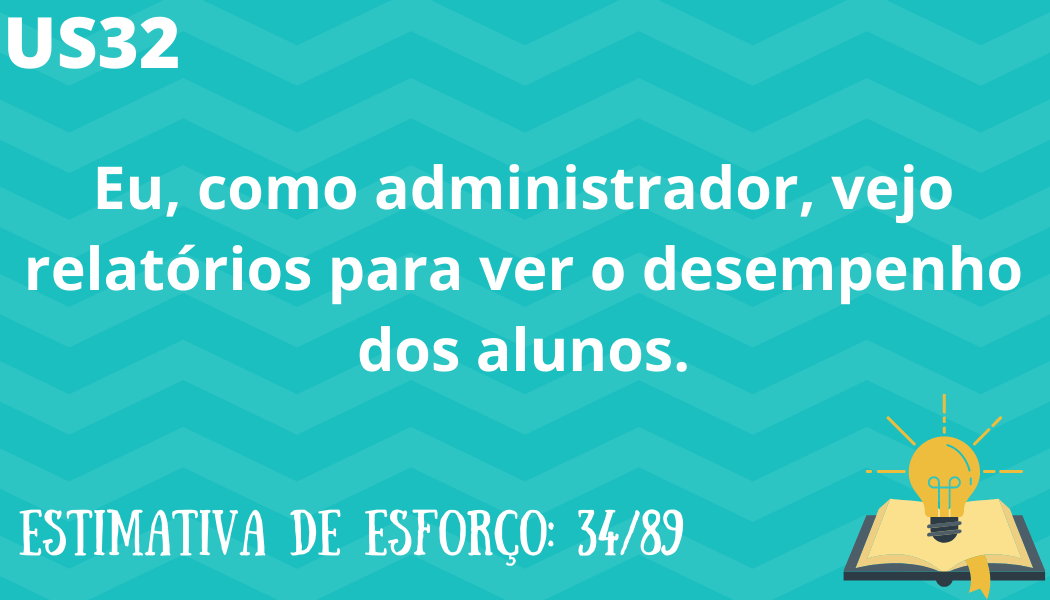 US32
Eu, como administrador, vejo
relatórios para ver o desempenho
dos alunos.
ESTIMATIVA DE ESFORÇO: 34/89